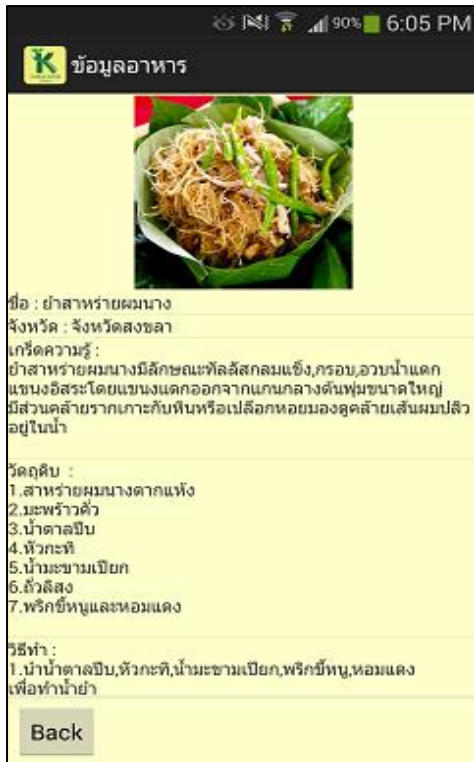 90% 6:05 PM
ข้อมูลอาหาร
ชื่อ : ยำสาหร่ายผมนาง
จังหวัด : จังหวัดสงขลา
เกร็ดความรู้ :
ยำสาหร่ายผมนางมีลักษณะทัลลัสกลมแข็ง,กรอบ,อวบน้ำแตก
แขนงอิสระโดยแขนงแตกออกจากแกนกลางต้นพุ่มขนาดใหญ่
มีส่วนคล้ายรากเกาะกับหินหรือเปลือกหอยมองดูคล้ายเส้นผมปลิว
อยู่ในน้ำ
วัตถุดิบ :
1.สาหร่ายผมนางตากแห้ง
2.มะพร้าวคั่ว
3.น้ำตาลปีบ
4.หัวกะทิ
5.น้ำมะขามเปียก
6.ถั่วลิสง
7.พริกขี้หนูและหอมแดง
วิธีทำ :
1.นำน้ำตาลปีบ,หัวกะทิ,น้ำมะขามเปียก,พริกขี้หนู,หอมแดง
เพื่อทำน้ำยำ
Back